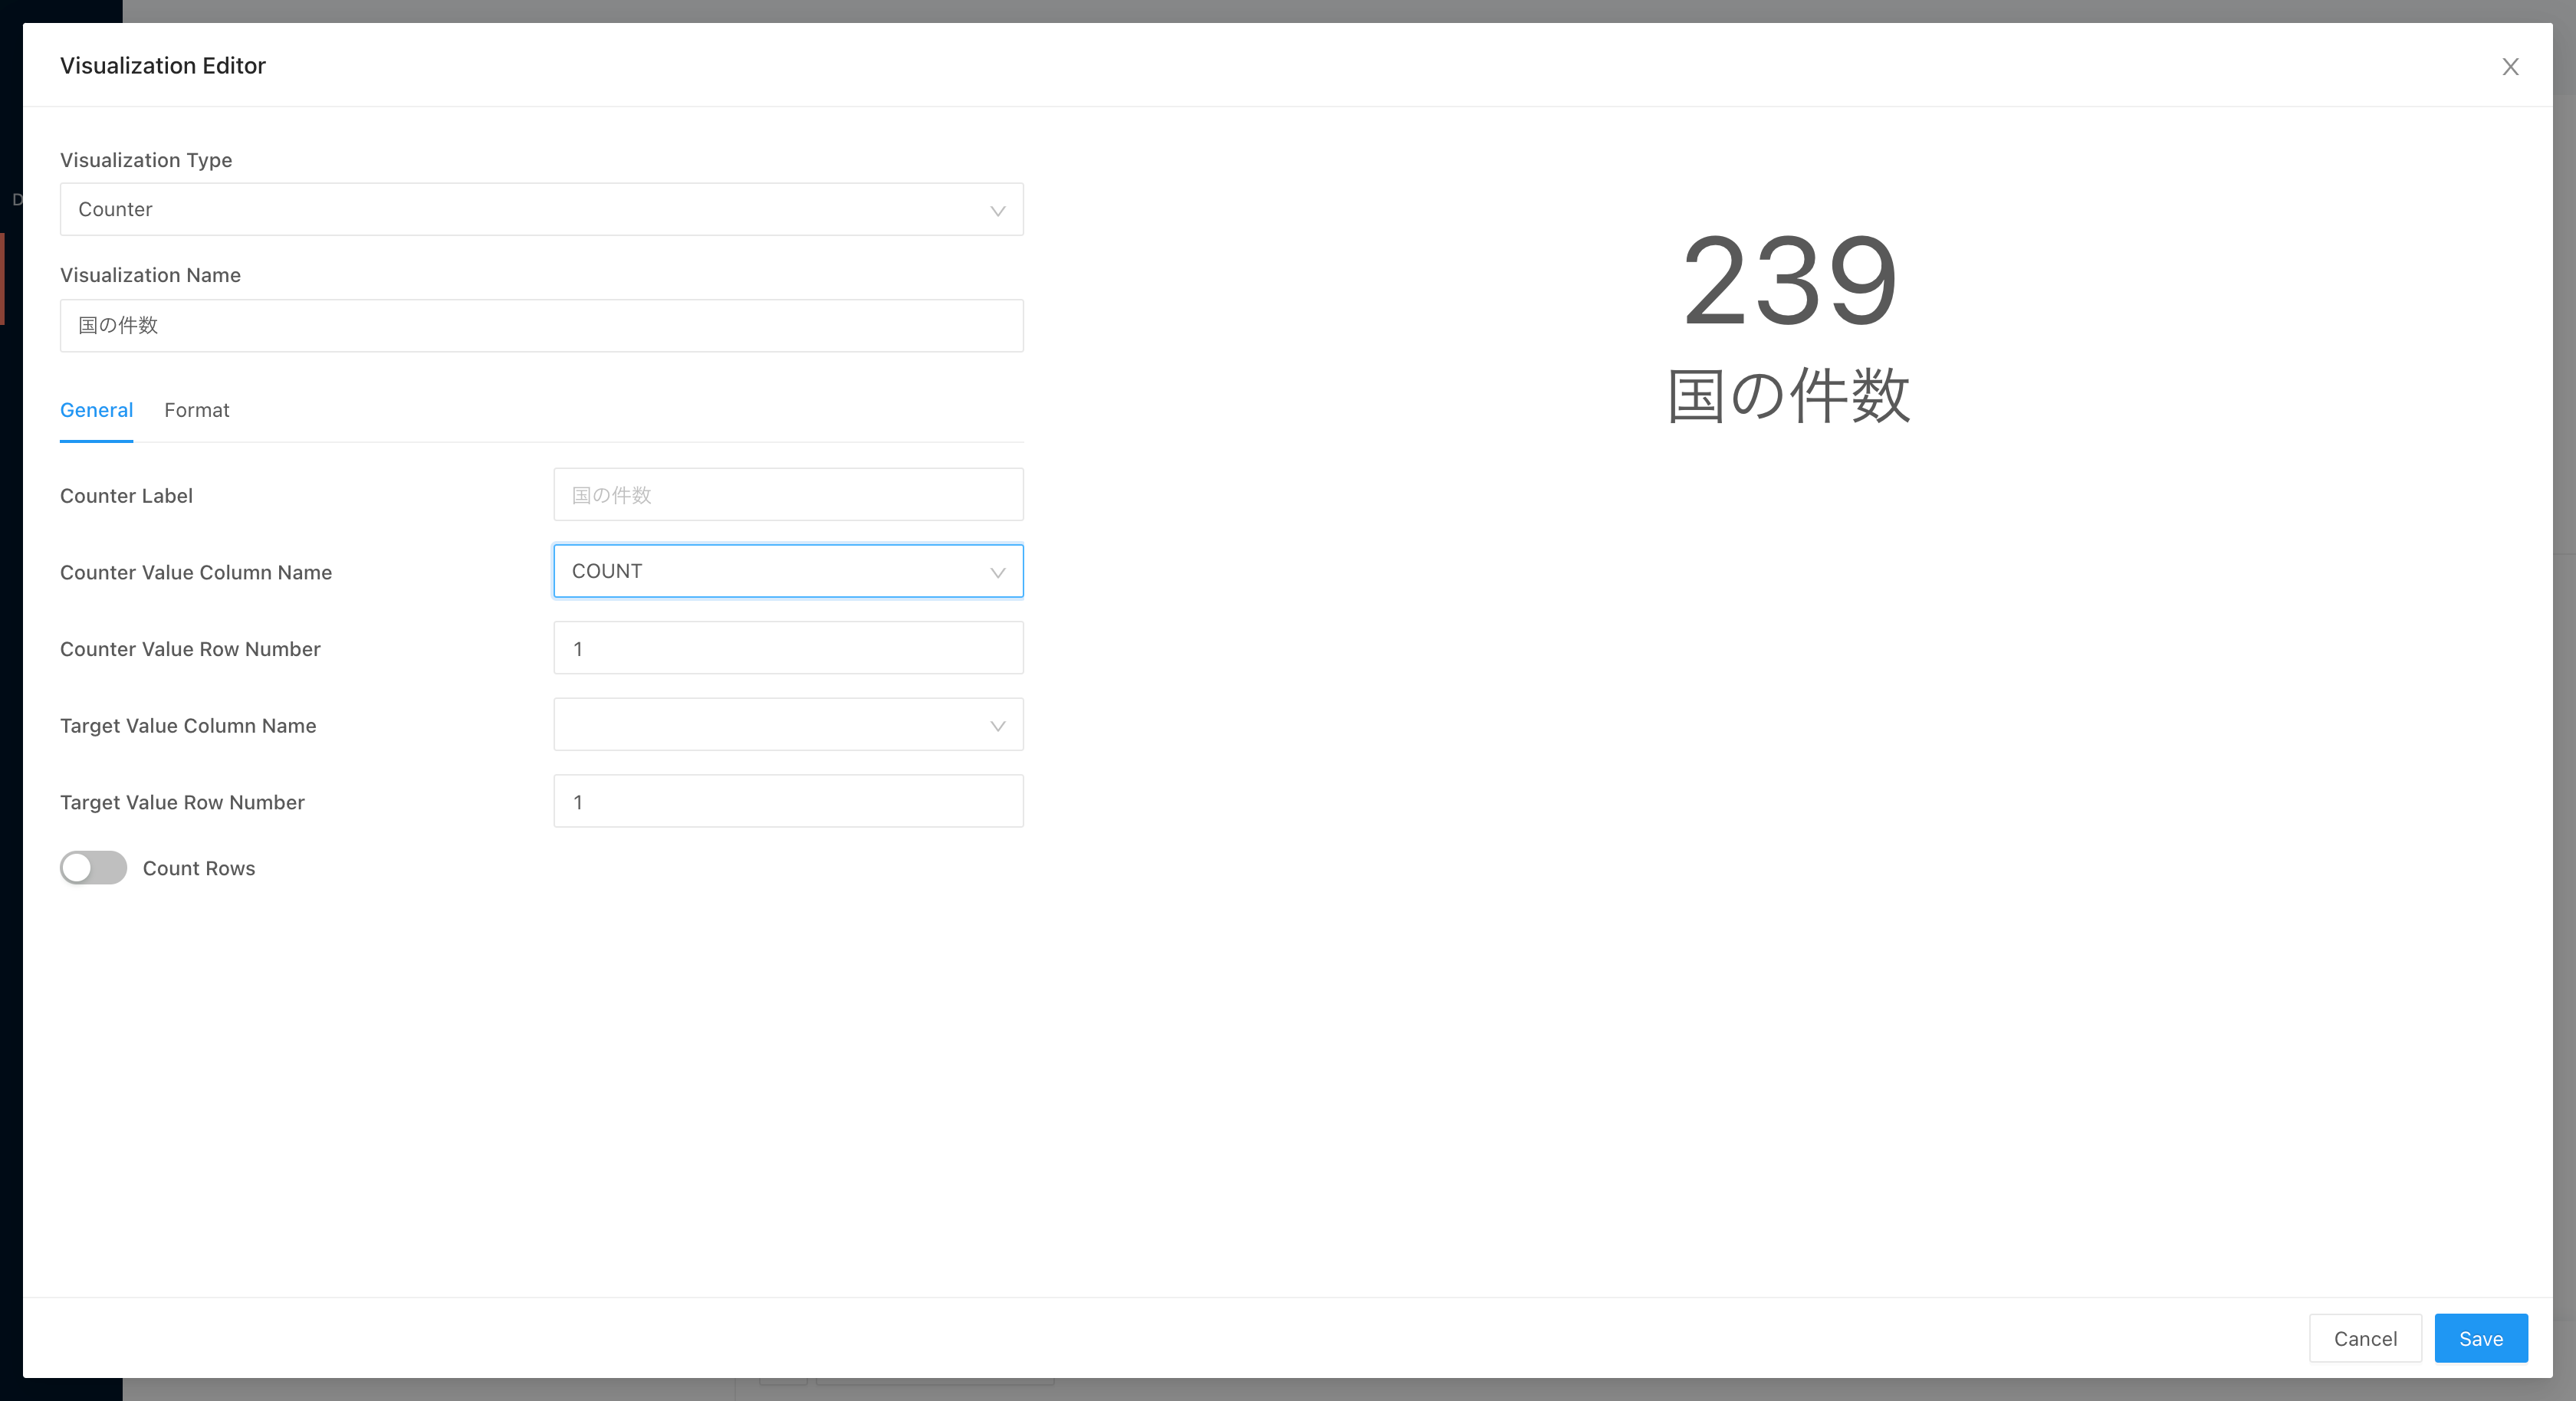 Visualization Editor
D
Visualization Type
Counter
Visualization Name
国の件数
General Format
Counter Label 国の件数
Counter Value Column Name COUNT
Counter Value Row Number 1
Target Value Column Name
Target Value Row Number 1
Count Rows
239
国の件数
Cancel Save